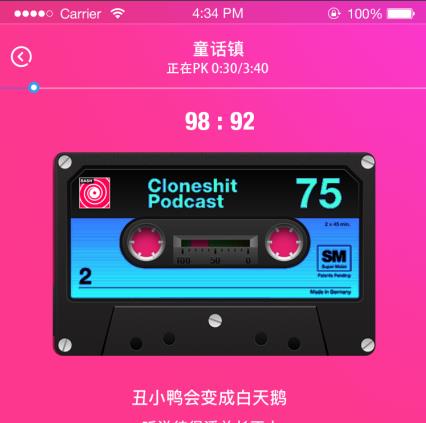 Carrier
4:34 PM
100%
童话镇
正在PK 0:30/3:40
98 : 92
BASH
Cloneshit
Podcast
75
2 x 45 min.
100 50 0
SM
Super Motor
Patents Pending
2
Made in Germany
丑小鸭会变成白天鹅